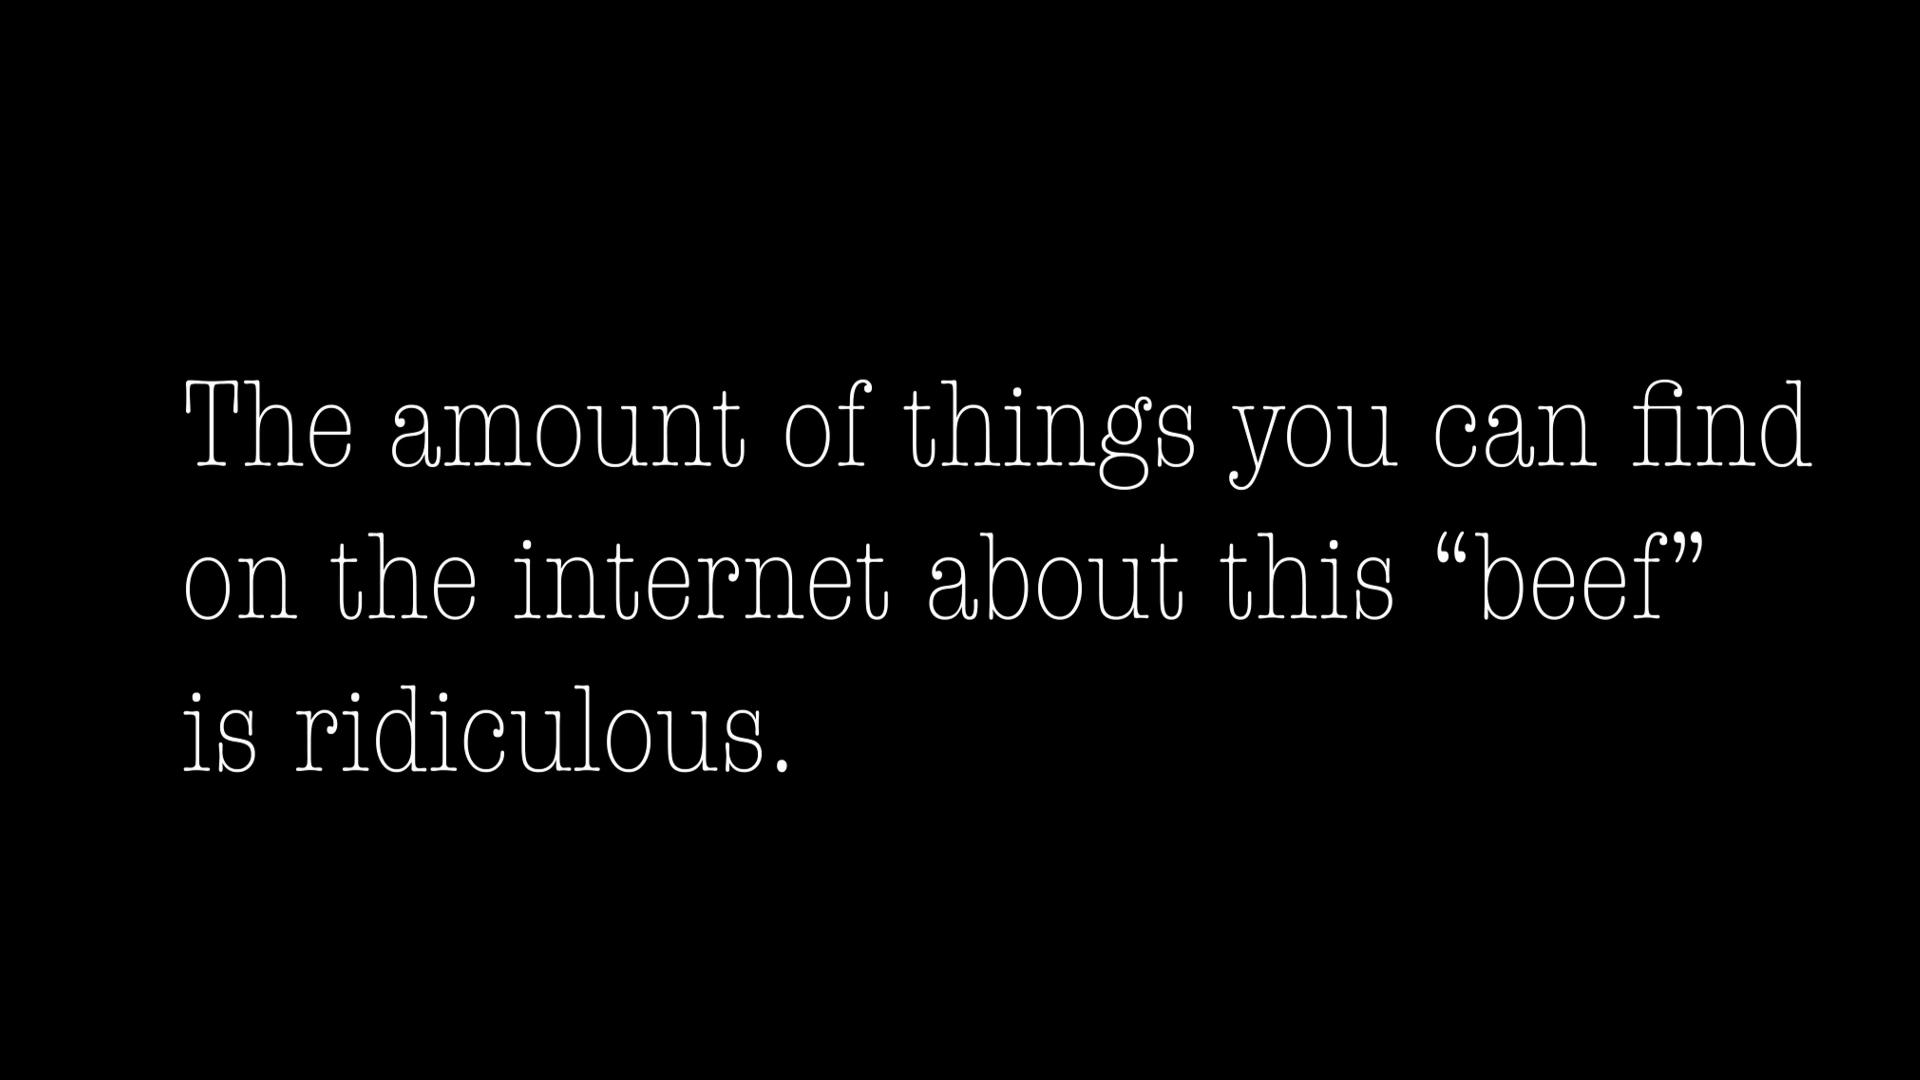 The amount of things you can find
on the internet about this “beef”
is ridiculous.